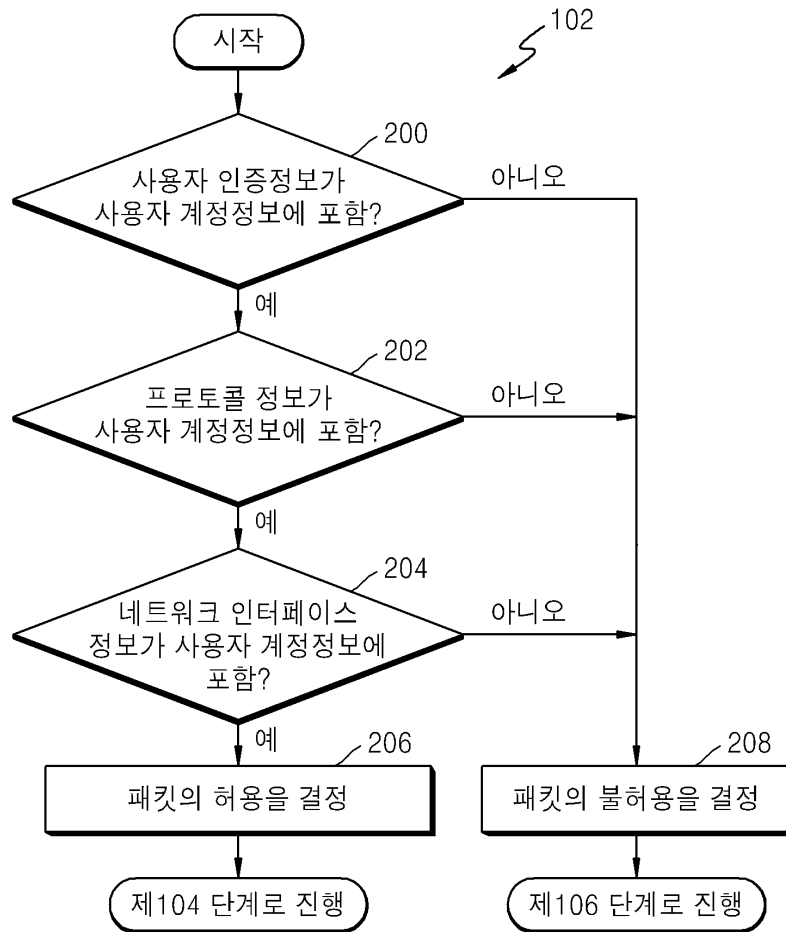 시작
102
200
사용자 인증정보가
사용자 계정정보에 포함?
아니오
예
202
프로토콜 정보가
사용자 계정정보에 포함?
아니오
예
204
네트워크 인터페이스
정보가 사용자 계정정보에
포함?
아니오
예
206
패킷의 허용을 결정
208
패킷의 불허용을 결정
제104 단계로 진행
제106 단계로 진행